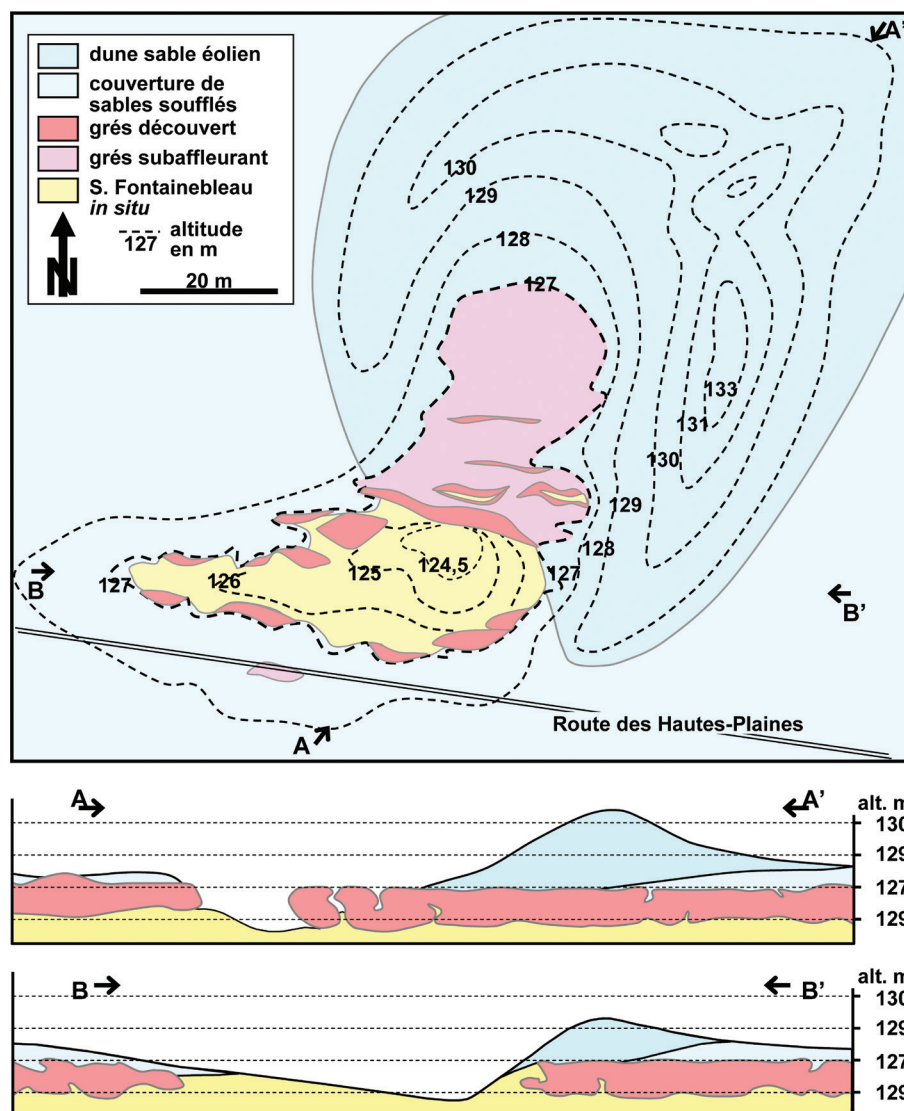 dune sable éolien
couverture de
sables soufflés
grés découvert
grés subaffleurant
S. Fontainebleau
in situ
127
altitude
en m
N
20 m
A'
130
129
128
127
133
131
130
129
128
127
124,5
125
126
127
B
B'
A
Route des Hautes-Plaines
A
A'
alt. m
130
129
127
129
B
B'
alt. m
130
129
127
129